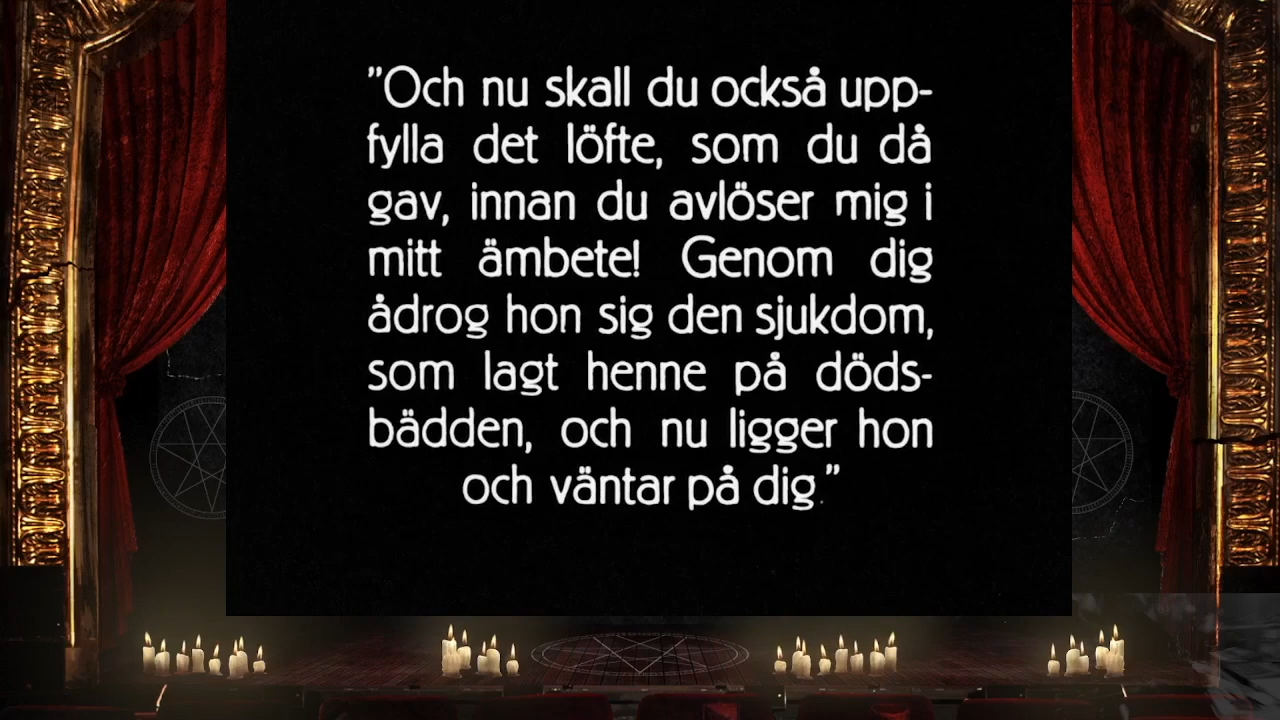 ”Och nu skall du också upp-
fylla det löfte, som du då
gav, innan du avlöser mig i
mitt ämbete! Genom dig
ådrog hon sig den sjukdom,
som lagt henne på döds-
bädden, och nu ligger hon
och väntar på dig.”